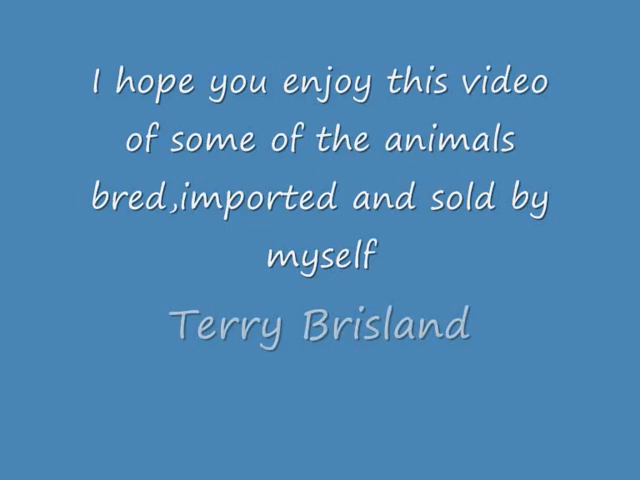 I hope you enjoy this video
of some of the animals
bred,imported and sold by
myself
Terry Brisland